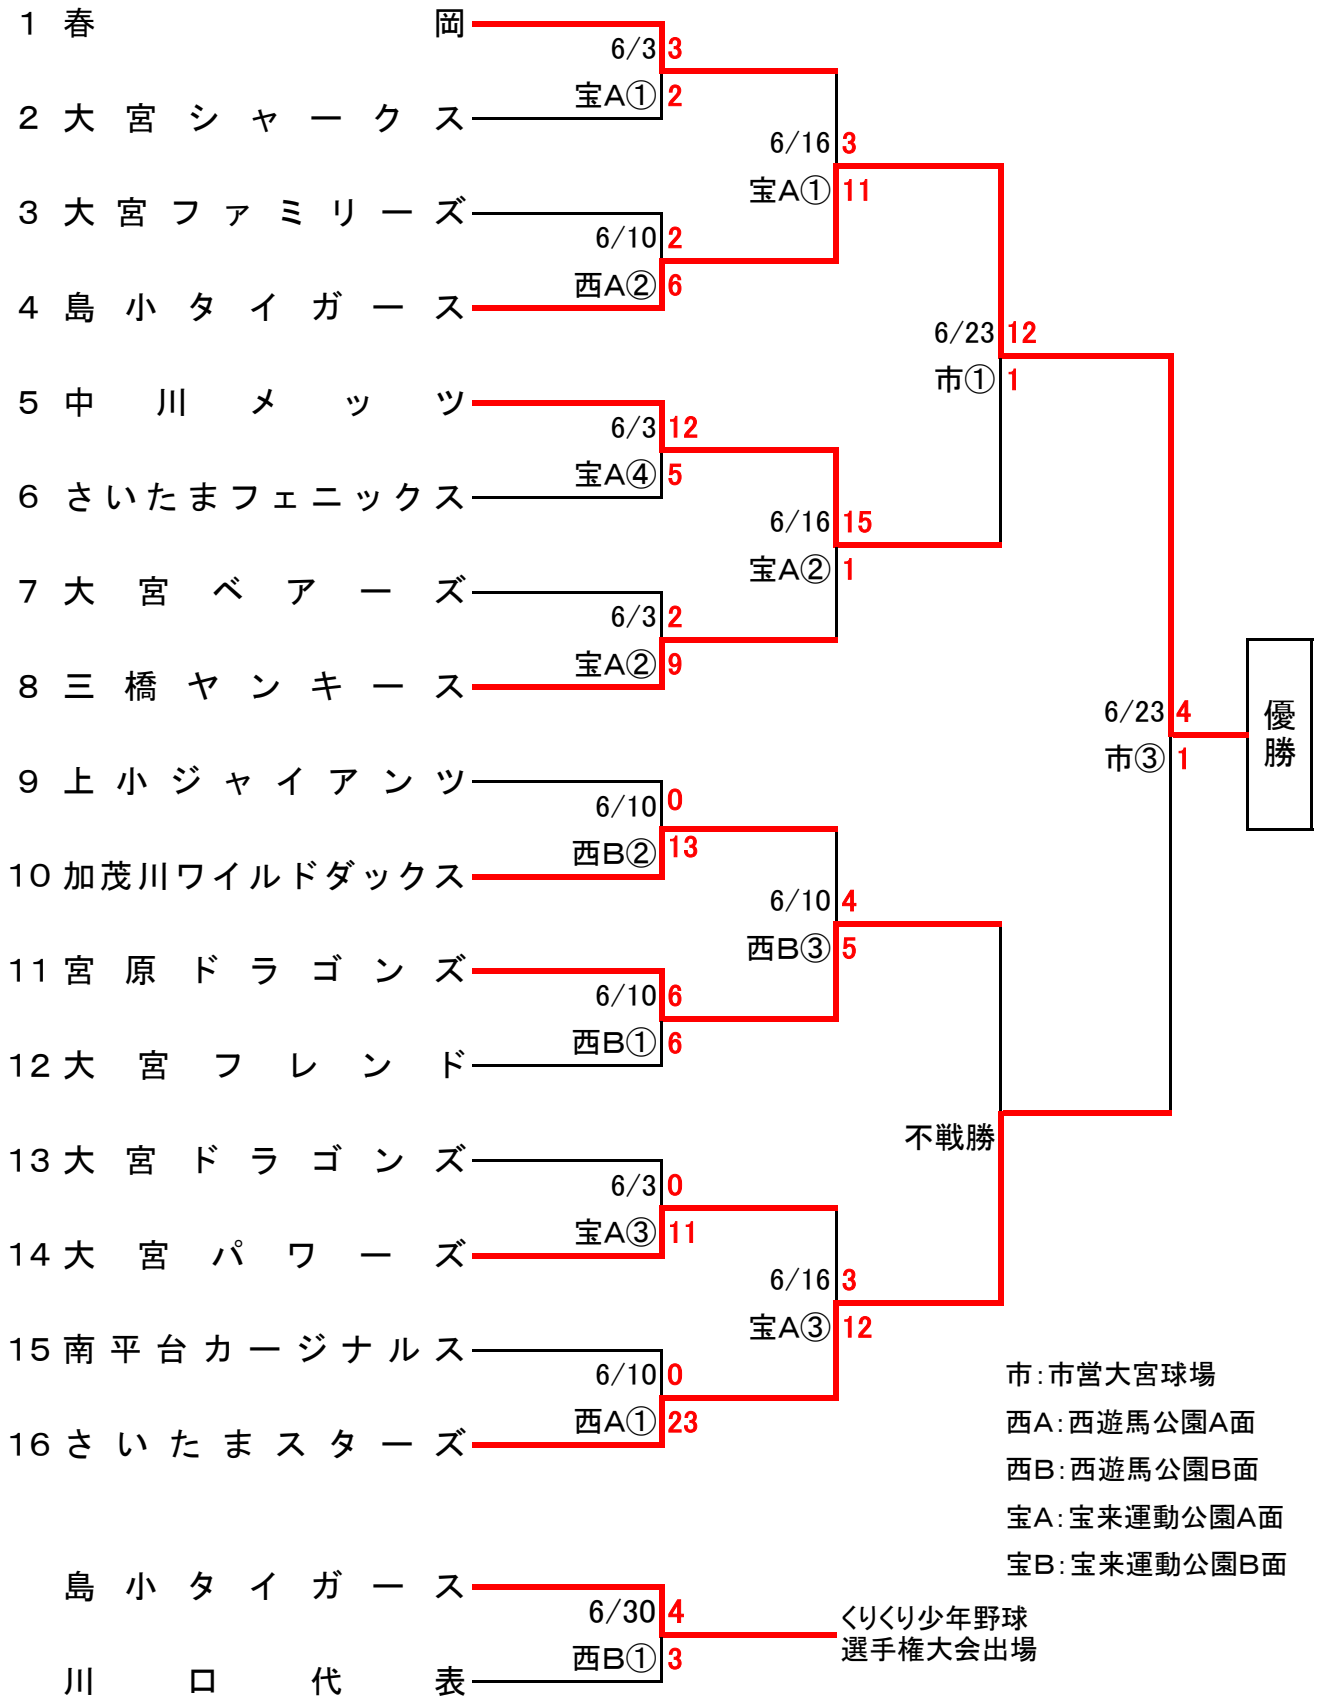 1 春岡
6/3 3
宝A① 2
2 大宮シャークス
6/16 3
宝A① 11
3 大宮ファミリーズ
6/10 2
西A② 6
4 島小タイガース
6/23 12
市① 1
5 中川メッツ
6/3 12
宝A④ 5
6 さいたまフェニックス
6/16 15
宝A② 1
7 大宮ベアーズ
6/3 2
宝A② 9
8 三橋ヤンキース
6/23 4
市③ 1
優勝
9 上小ジャイアンツ
6/10 0
西B② 13
10 加茂川ワイルドダックス
6/10 4
西B③ 5
11 宮原ドラゴンズ
6/10 6
西B① 6
12 大宮フレンド
不戦勝
13 大宮ドラゴンズ
6/3 0
宝A③ 11
14 大宮パワーズ
6/16 3
宝A③ 12
15 南平台カージナルス
6/10 0
西A① 23
16 さいたまスターズ
市：市営大宮球場
西A：西遊馬公園A面
西B：西遊馬公園B面
宝A：宝来運動公園A面
宝B：宝来運動公園B面
島小タイガース
6/30 4
西B① 3
川口代表
くりくり少年野球
選手権大会出場